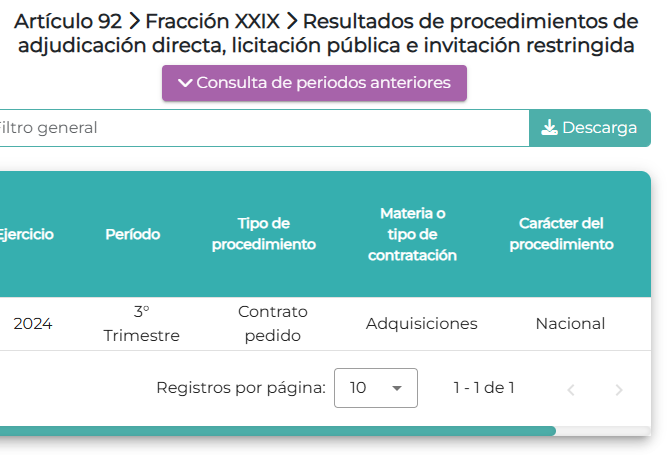 Artículo 92 > Fracción XXIX > Resultados de procedimientos de
adjudicación directa, licitación pública e invitación restringida
Consulta de periodos anteriores
Filtro general
Descarga
Ejercicio
Período
Tipo de
procedimiento
Materia o
tipo de
contratación
Carácter del
procedimiento
2024
3°
Trimestre
Contrato
pedido
Adquisiciones
Nacional
Registros por página:
10
1 - 1 de 1